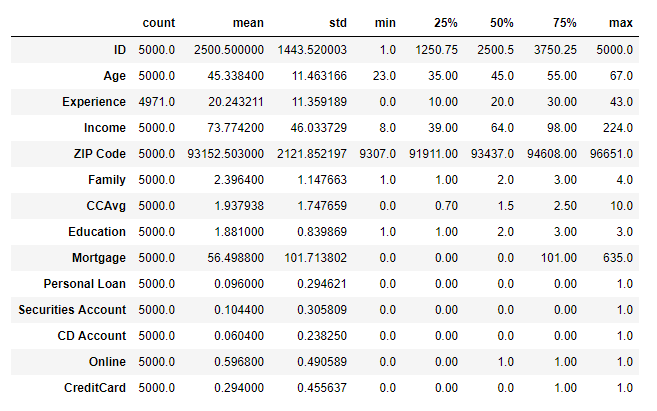 count mean std min 25% 50% 75% max
ID 5000.0 2500.500000 1443.520003 1.0 1250.75 2500.5 3750.25 5000.0
Age 5000.0 45.338400 11.463166 23.0 35.00 45.0 55.00 67.0
Experience 4971.0 20.243211 11.359189 0.0 10.00 20.0 30.00 43.0
Income 5000.0 73.774200 46.033729 8.0 39.00 64.0 98.00 224.0
ZIP Code 5000.0 93152.503000 2121.852197 9307.0 91911.00 93437.0 94608.00 96651.0
Family 5000.0 2.396400 1.147663 1.0 1.00 2.0 3.00 4.0
CCAvg 5000.0 1.937938 1.747659 0.0 0.70 1.5 2.50 10.0
Education 5000.0 1.881000 0.839869 1.0 1.00 2.0 3.00 3.0
Mortgage 5000.0 56.498800 101.713802 0.0 0.00 0.0 101.00 635.0
Personal Loan 5000.0 0.096000 0.294621 0.0 0.00 0.0 0.00 1.0
Securities Account 5000.0 0.104400 0.305809 0.0 0.00 0.0 0.00 1.0
CD Account 5000.0 0.060400 0.238250 0.0 0.00 0.0 0.00 1.0
Online 5000.0 0.596800 0.490589 0.0 0.00 1.0 1.00 1.0
CreditCard 5000.0 0.294000 0.455637 0.0 0.00 0.0 1.00 1.0